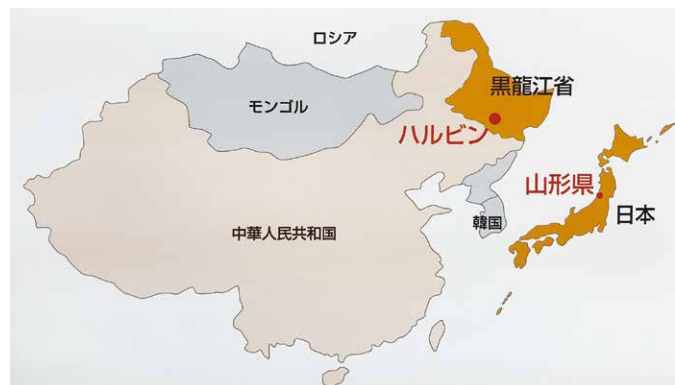 ロシア
モンゴル
黒龍江省
ハルビン
山形県
日本
韓国
中華人民共和国